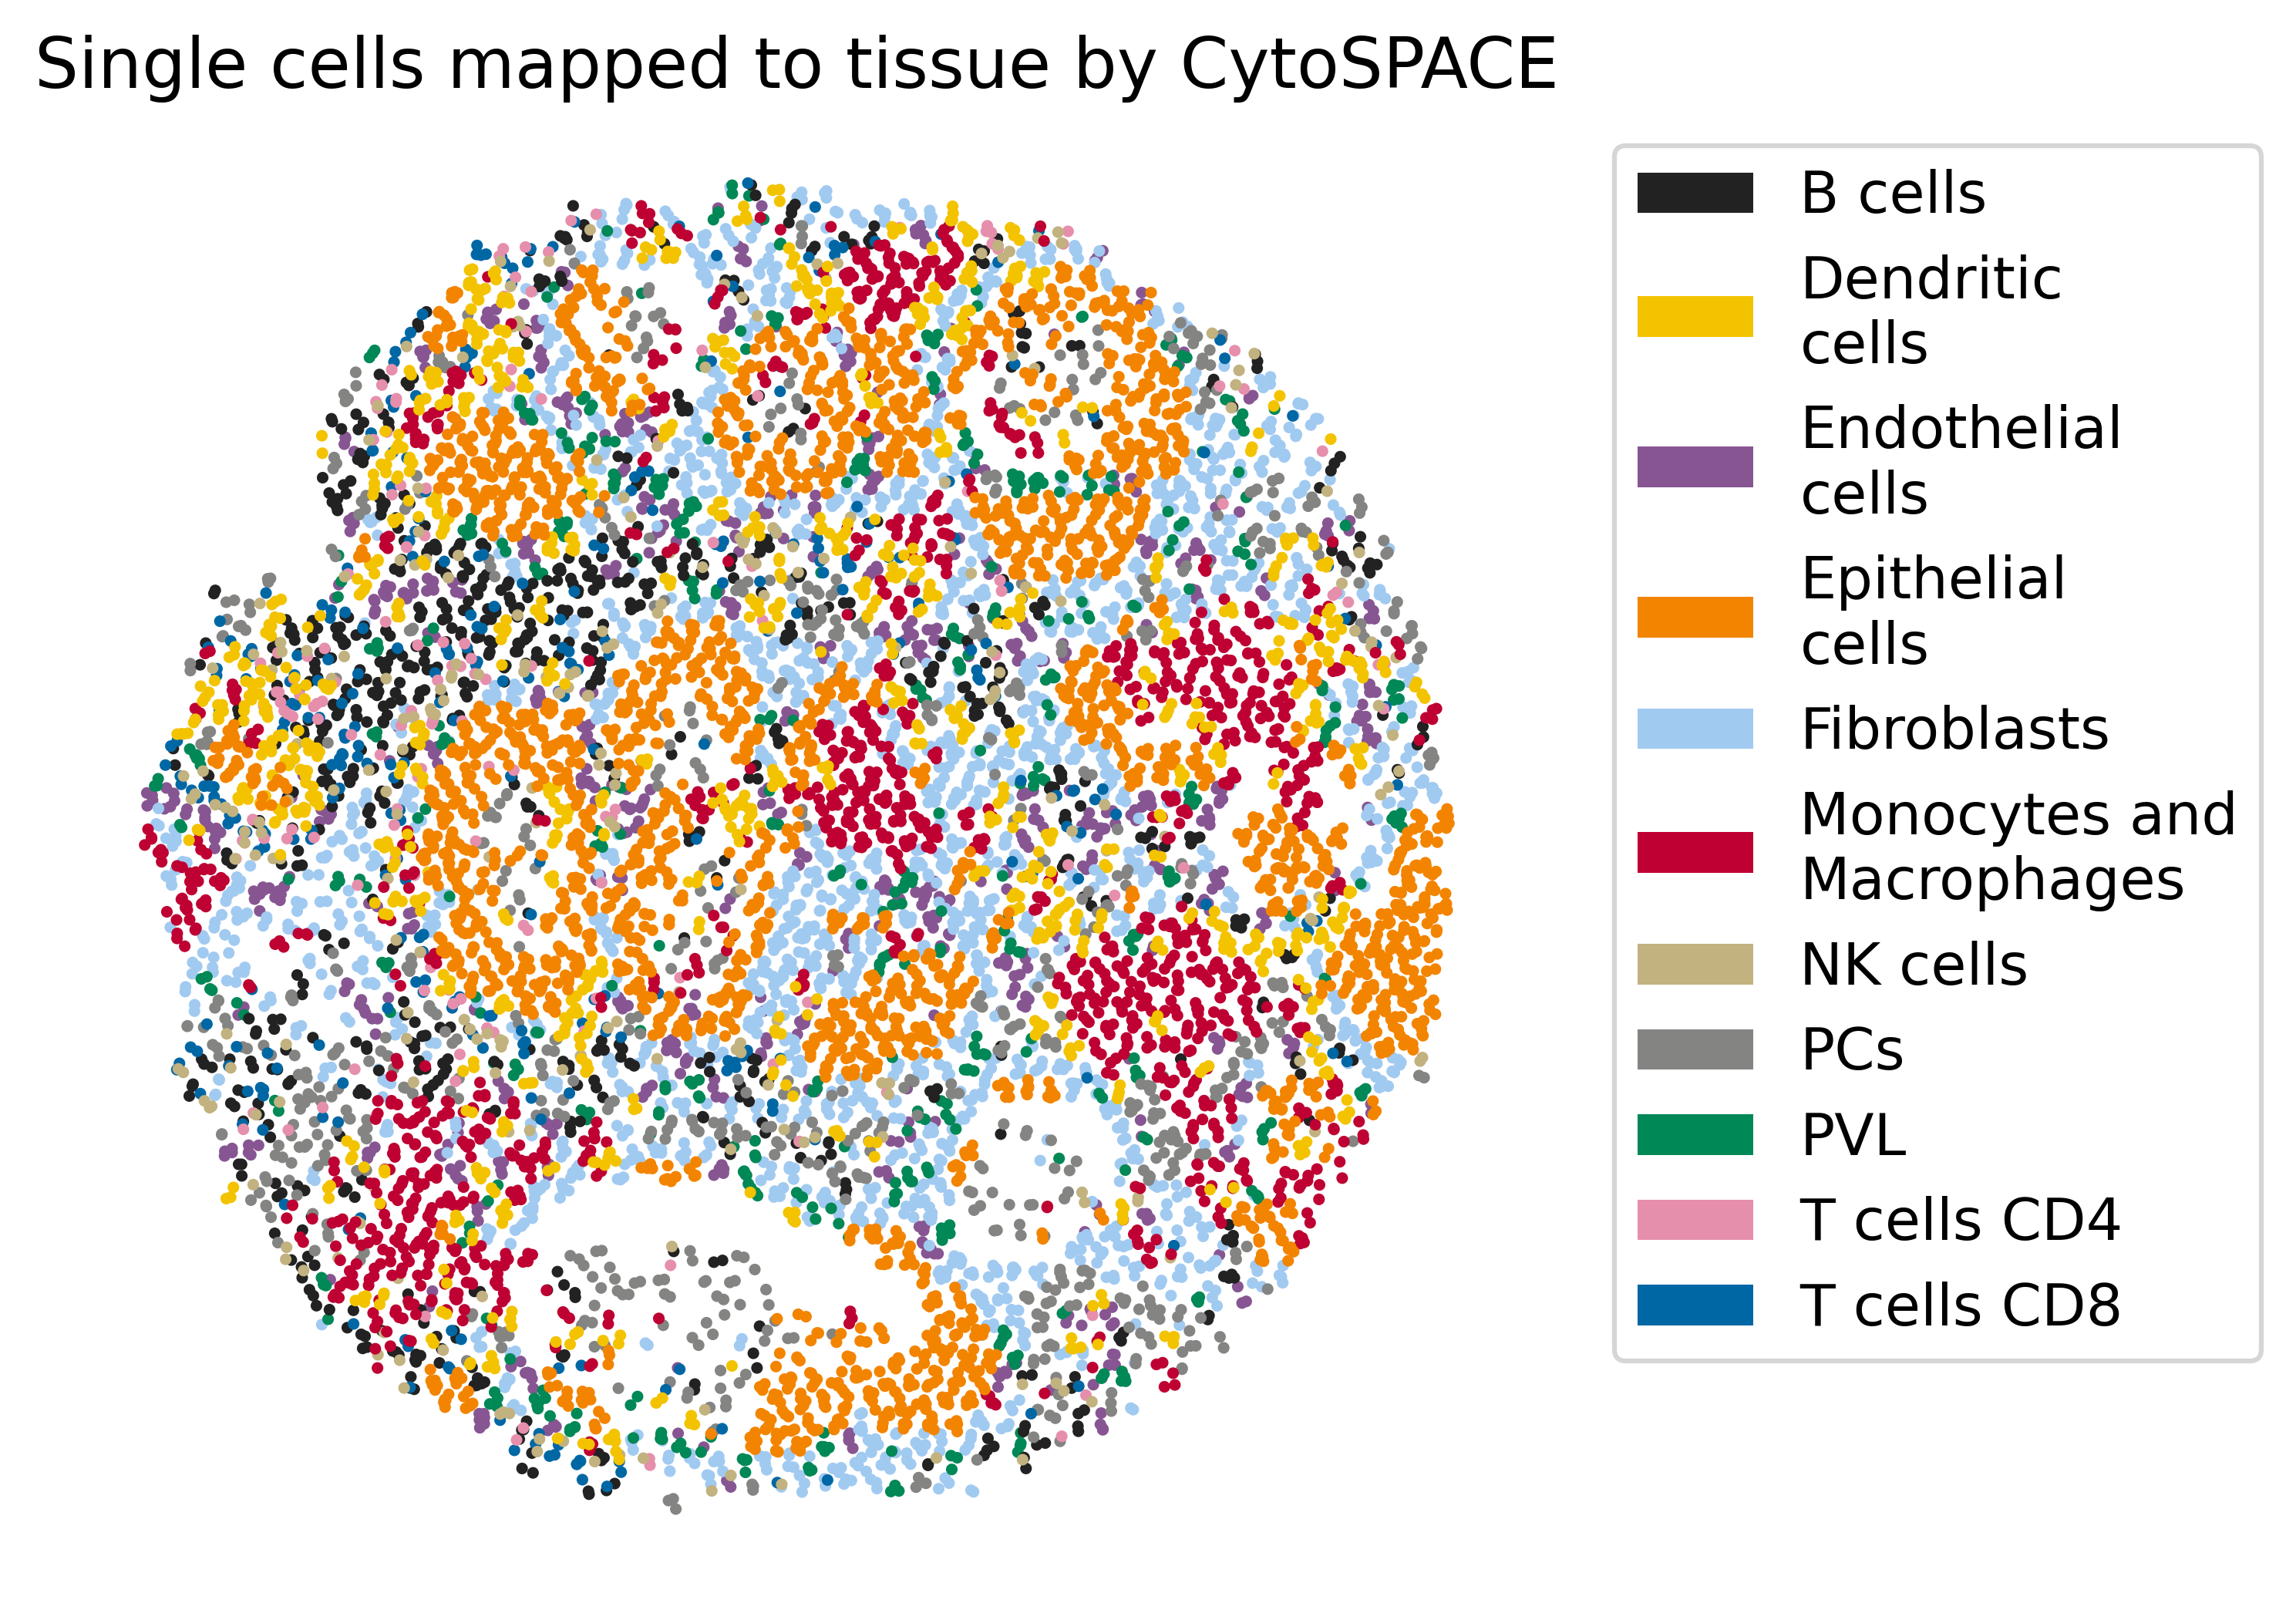 Single cells mapped to tissue by CytoSPACE
B cells
Dendritic
cells
Endothelial
cells
Epithelial
cells
Fibroblasts
Monocytes and
Macrophages
NK cells
PCs
PVL
T cells CD4
T cells CD8